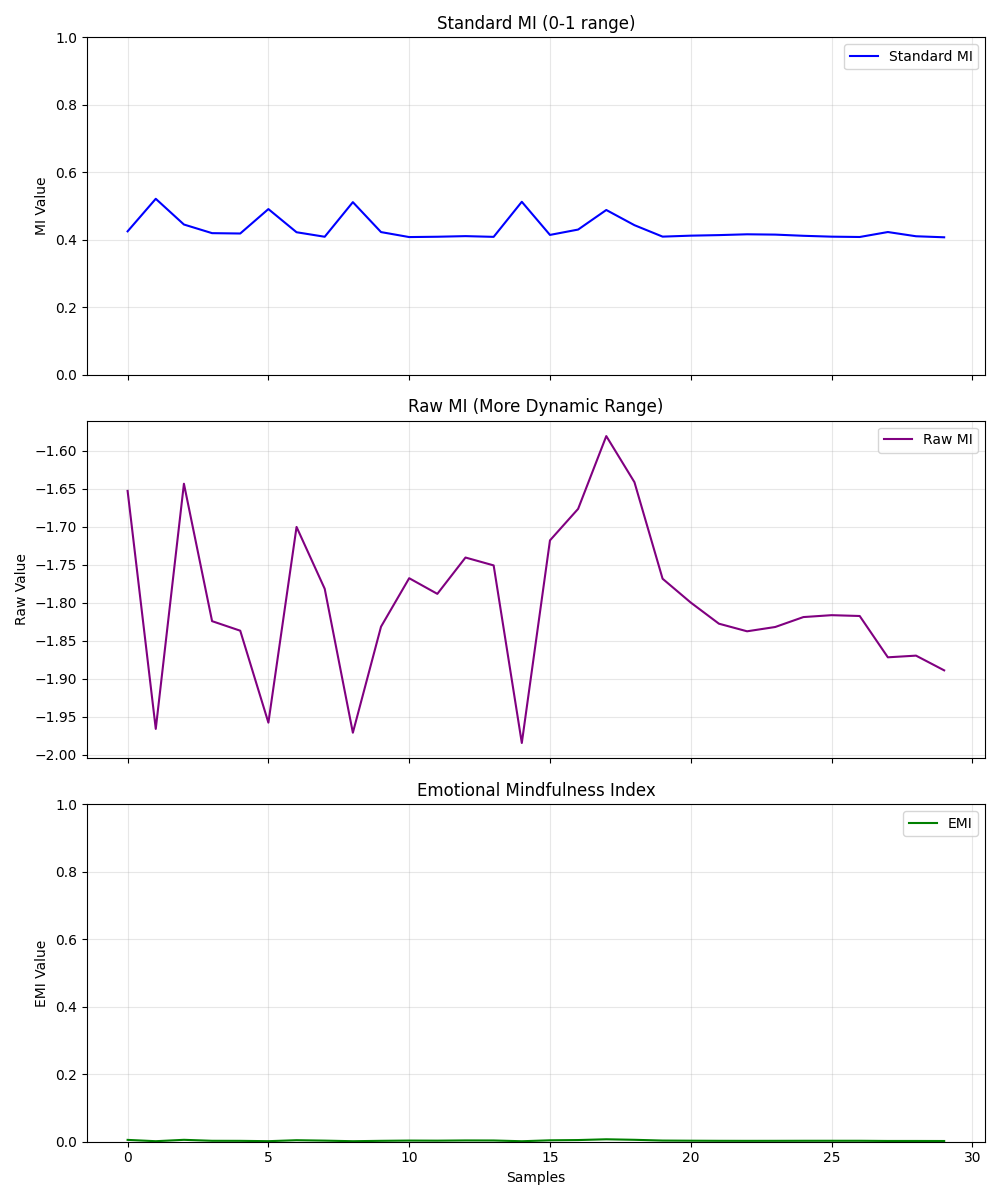 Standard MI (0-1 range)
Standard MI
MI Value
1.0
0.8
0.6
0.4
0.2
0.0
Raw MI (More Dynamic Range)
Raw MI
Raw Value
−1.60
−1.65
−1.70
−1.75
−1.80
−1.85
−1.90
−1.95
−2.00
Emotional Mindfulness Index
EMI
EMI Value
1.0
0.8
0.6
0.4
0.2
0.0
0 5 10 15 20 25 30
Samples